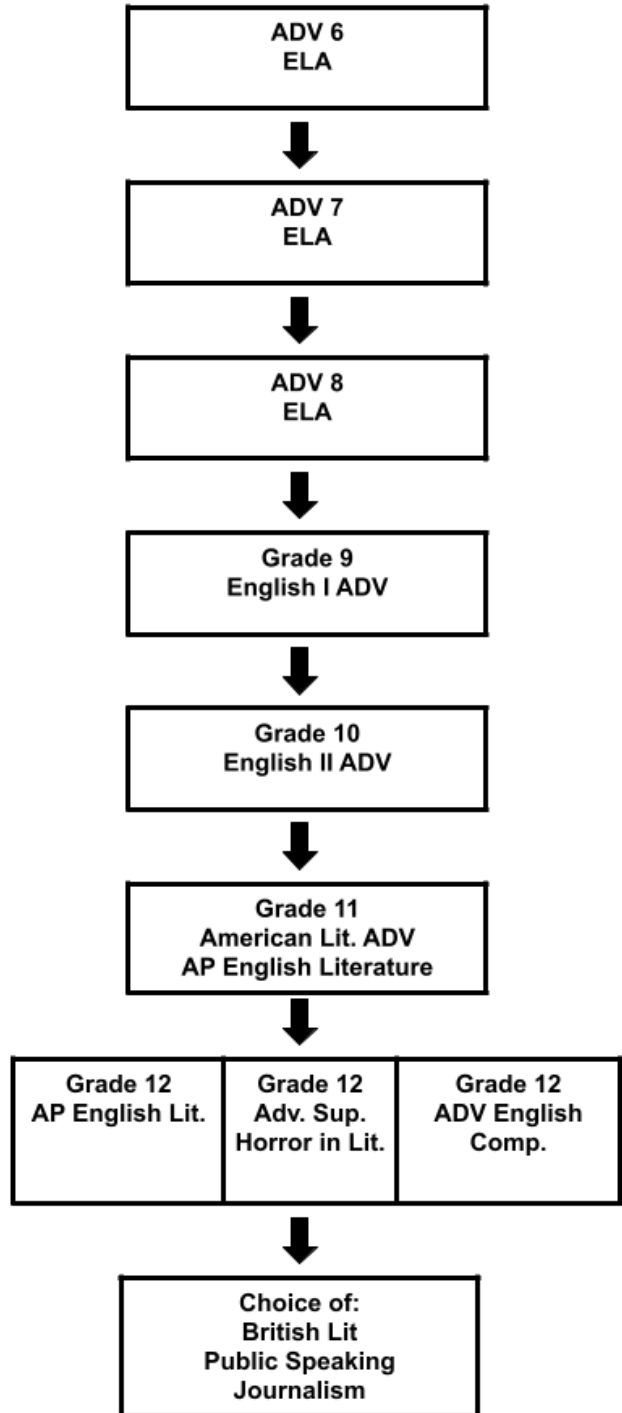 ADV 6
ELA
ADV 7
ELA
ADV 8
ELA
Grade 9
English I ADV
Grade 10
English II ADV
Grade 11
American Lit. ADV
AP English Literature
Grade 12
AP English Lit.
Grade 12
Adv. Sup.
Horror in Lit.
Grade 12
ADV English
Comp.
Choice of:
British Lit
Public Speaking
Journalism